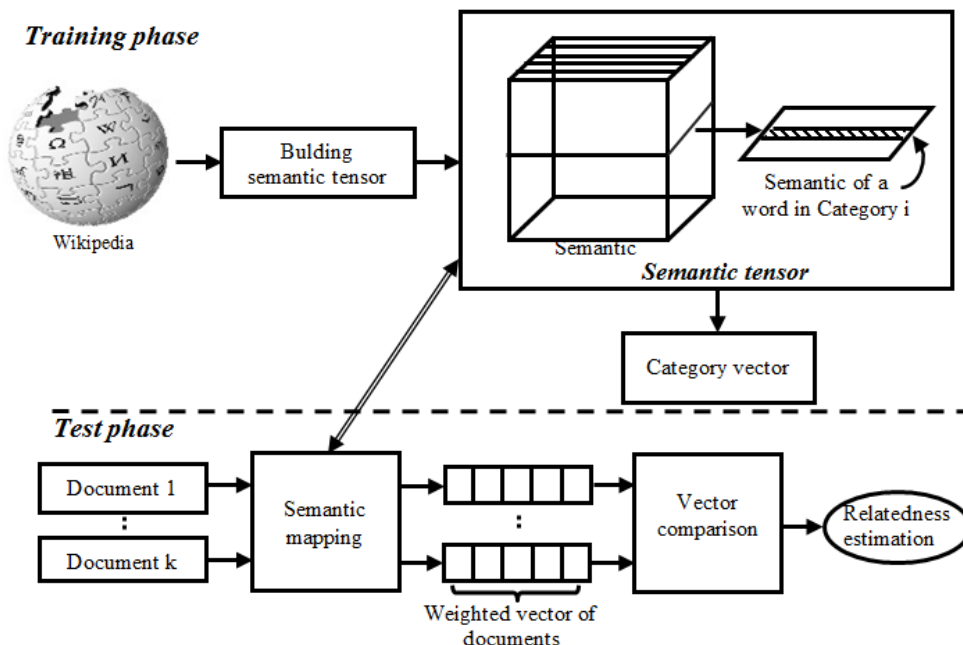 Training phase
Wikipedia
Bulding
semantic tensor
Semantic
Semantic of a
word in Category i
Semantic tensor
Category vector
Test phase
Document 1
:
Document k
Semantic
mapping
:
Weighted vector of
documents
Vector
comparison
Relatedness
estimation